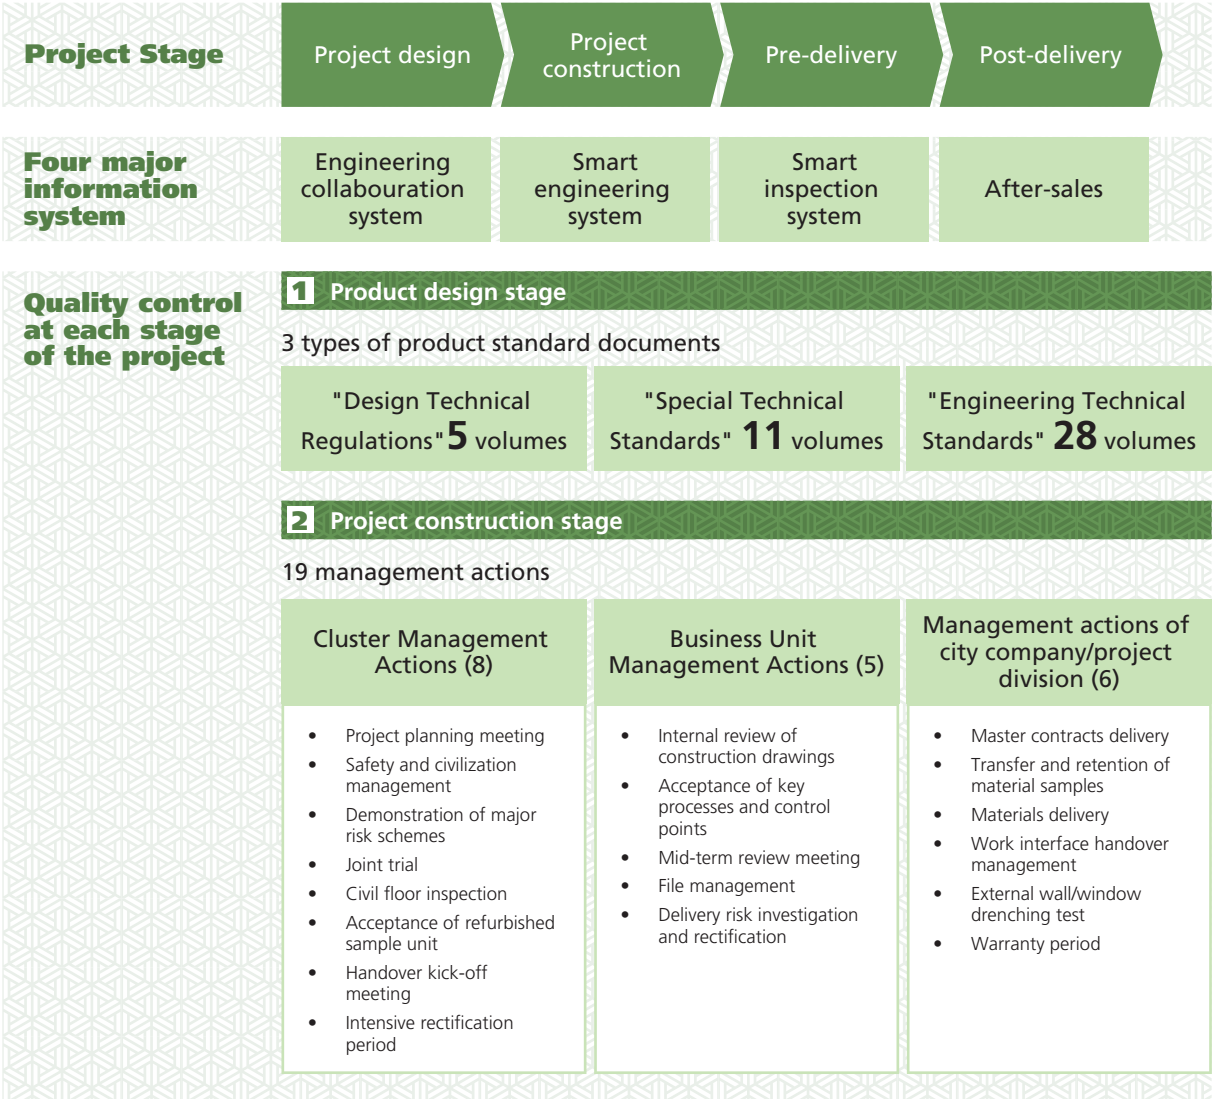 Project Stage
Project design
Project
construction
Pre-delivery
Post-delivery
Four major
information
system
Engineering
collabouration
system
Smart
engineering
system
Smart
inspection
system
After-sales
Quality control
at each stage
of the project
1 Product design stage
3 types of product standard documents
"Design Technical
Regulations"5 volumes
"Special Technical
Standards" 11 volumes
"Engineering Technical
Standards" 28 volumes
2 Project construction stage
19 management actions
Cluster Management
Actions (8)
• Project planning meeting
• Safety and civilization
management
• Demonstration of major
risk schemes
• Joint trial
• Civil floor inspection
• Acceptance of refurbished
sample unit
• Handover kick-off
meeting
• Intensive rectification
period
Business Unit
Management Actions (5)
• Internal review of
construction drawings
• Acceptance of key
processes and control
points
• Mid-term review meeting
• File management
• Delivery risk investigation
and rectification
Management actions of
city company/project
division (6)
• Master contracts delivery
• Transfer and retention of
material samples
• Materials delivery
• Work interface handover
management
• External wall/window
drenching test
• Warranty period